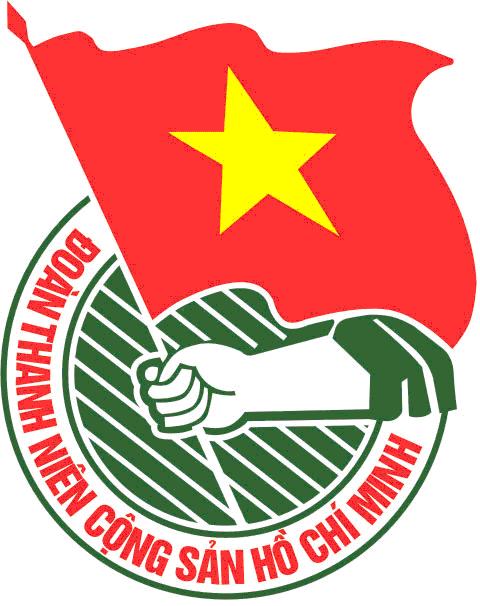 ĐOÀN THANH NIÊN CỘNG SẢN HỒ CHÍ MINH